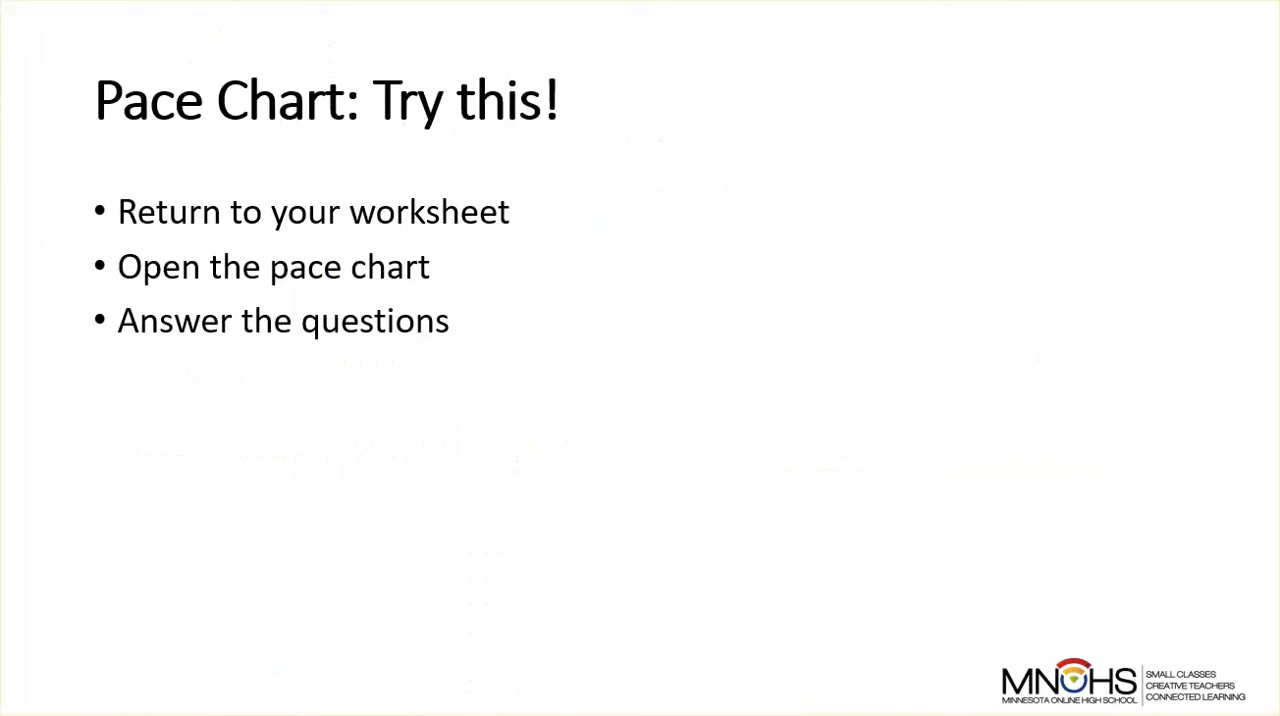 Pace Chart: Try this!
• Return to your worksheet
• Open the pace chart
• Answer the questions
MNOHS
MINNESOTA ONLINE HIGH SCHOOL
SMALL CLASSES
CREATIVE TEACHERS
CONNECTED LEARNING